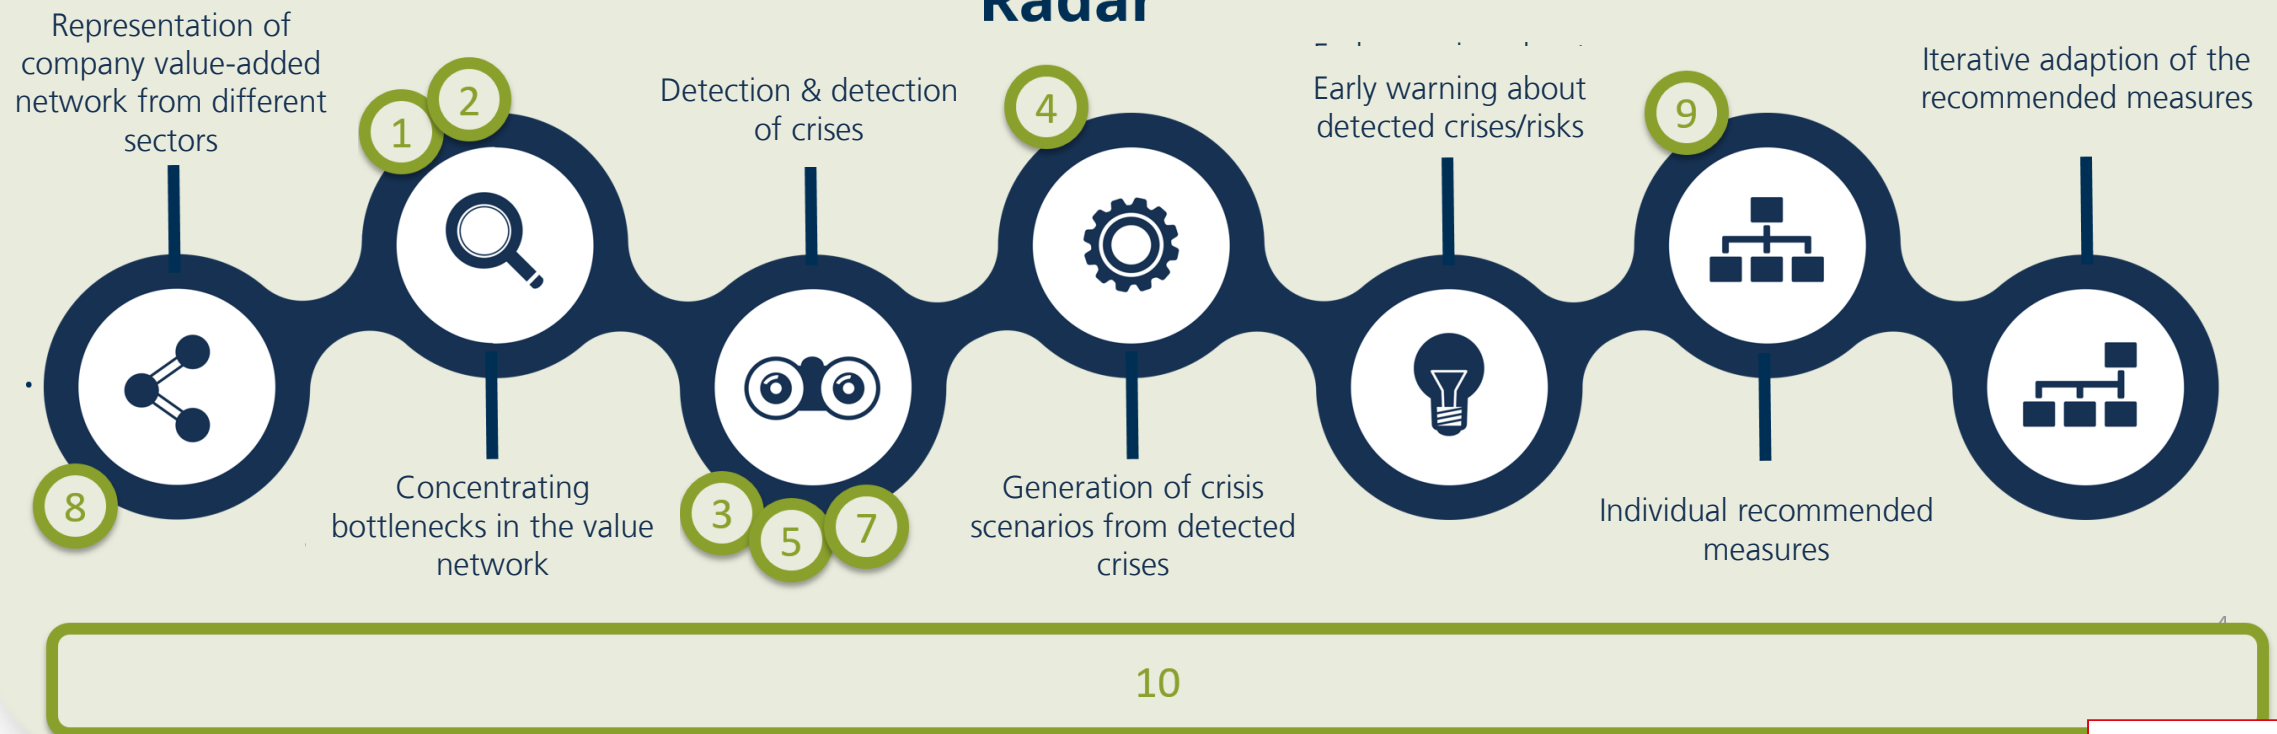 Radar
Representation of
company value-added
network from different
sectors
1
2
Detection & detection
of crises
4
Early warning about
detected crises/risks
9
Iterative adaption of the
recommended measures
8
Concentrating
bottlenecks in the value
network
3
5
7
Generation of crisis
scenarios from detected
crises
Individual recommended
measures
10